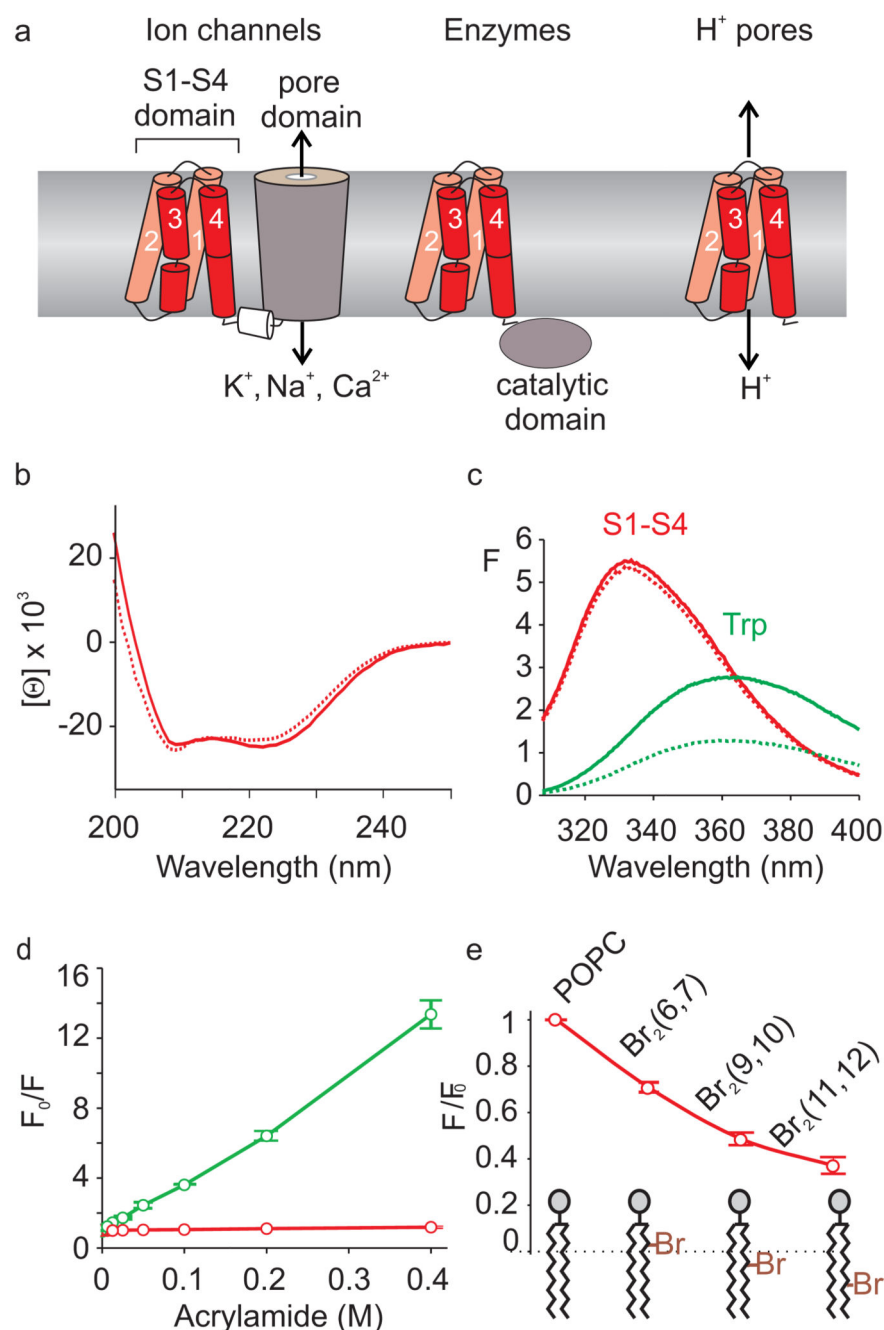 a
Ion channels Enzymes H⁺ pores
S1-S4 domain
pore domain
2 3 1 4
2 3 1 4
2 3 1 4
K⁺, Na⁺, Ca²⁺
catalytic domain
H⁺
b
[Θ] x 10³
20
0
-20
200 220 240
Wavelength (nm)
c
S1-S4
F
Trp
6
5
4
3
2
1
0
320 340 360 380 400
Wavelength (nm)
d
F₀/F
16
12
8
4
0
0 0.1 0.2 0.3 0.4
Acrylamide (M)
e
POPC
Br₂(6,7)
Br₂(9,10)
Br₂(11,12)
F/F₀
1
0.8
0.6
0.4
0.2
0
Br
Br
Br